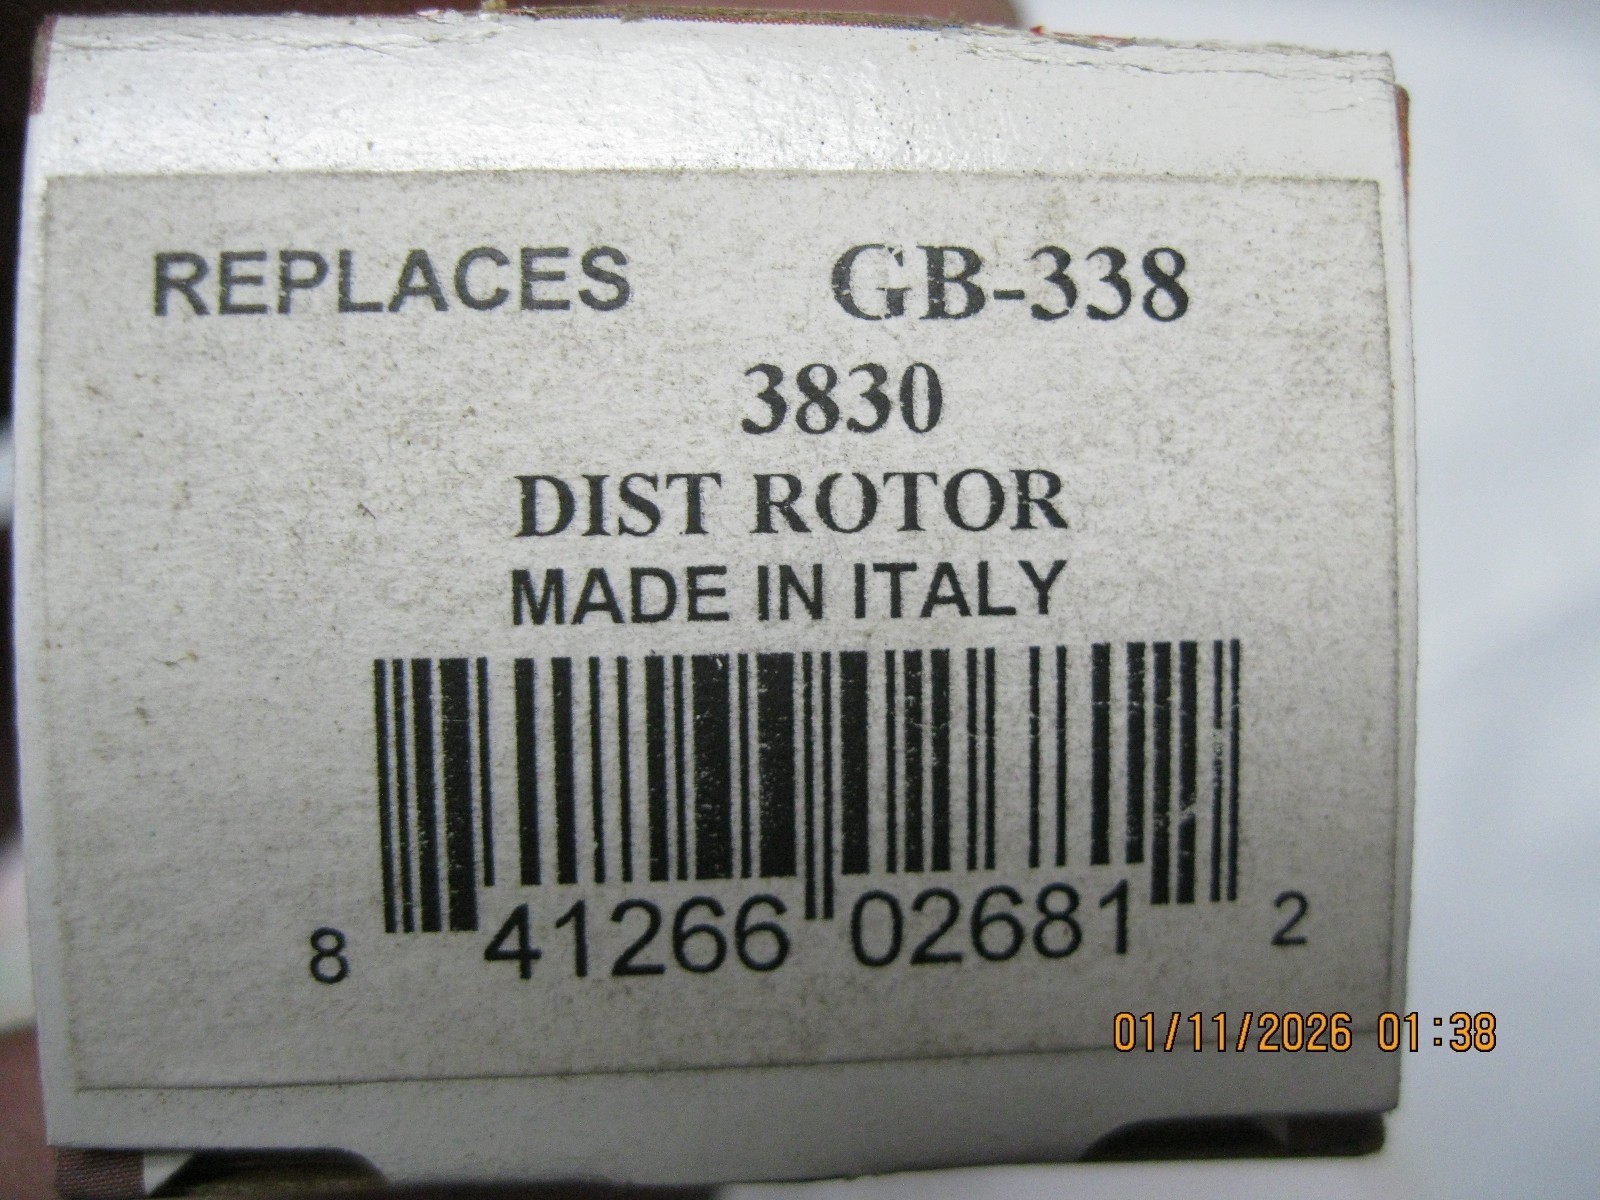 REPLACES GB-338
3830
DIST ROTOR
MADE IN ITALY
8 41266 02681 2
01/11/2026 01:38